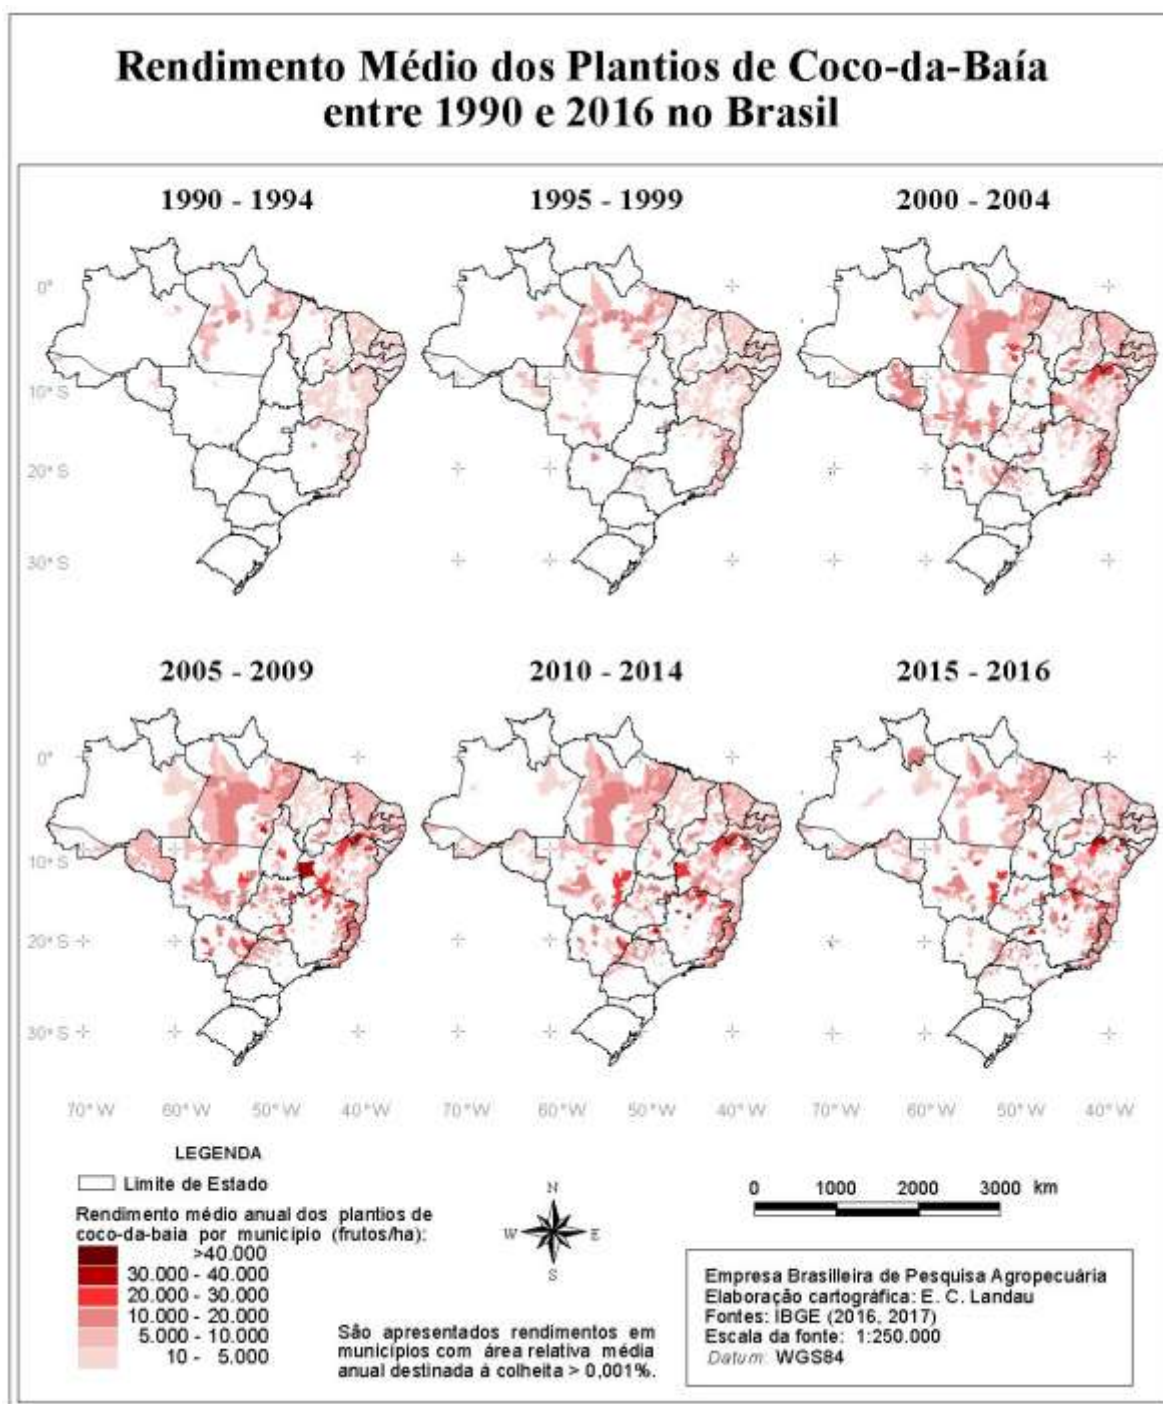 Rendimento Médio dos Plantios de Coco-da-Baía
entre 1990 e 2016 no Brasil
1990 - 1994
1995 - 1999
2000 - 2004
0°
10° S
20° S
30° S
2005 - 2009
2010 - 2014
2015 - 2016
0°
10° S
20° S
30° S
70° W 60° W 50° W 40° W
70° W 60° W 50° W 40° W
70° W 60° W 50° W 40° W
LEGENDA
Limite de Estado
Rendimento médio anual dos plantios de
coco-da-baia por município (frutos/ha):
>40.000
30.000 - 40.000
20.000 - 30.000
10.000 - 20.000
5.000 - 10.000
10 - 5.000
N
W E
S
São apresentados rendimentos em
municípios com área relativa média
anual destinada à colheita > 0,001%.
0 1000 2000 3000 km
Empresa Brasilleira de Pesquisa Agropecuária
Elaboração cartográfica: E. C. Landau
Fontes: IBGE (2016, 2017)
Escala da fonte: 1:250.000
Datum: WGS84